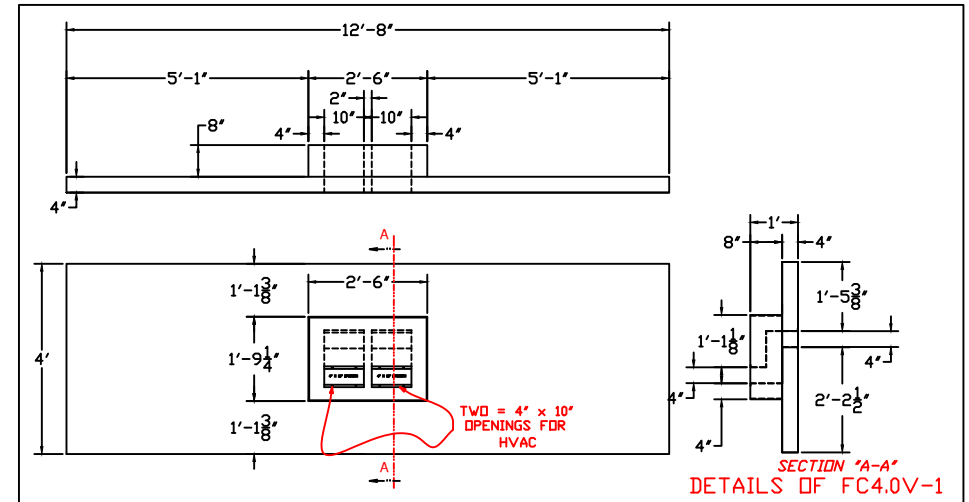 12'-8"
5'-1" 2'-6" 5'-1"
2"
10" 10"
8" 4" 4"
4"
A
1'
8" 4"
1'-1 3/8" 2'-6"
1'-5 3/8"
4' 1'-9 1/4"
1'-1 1/8"
4"
4"
2'-2 1/2"
4"
1'-1 3/8"
TWO = 4" x 10"
OPENINGS FOR
HVAC
A
SECTION "A-A"
DETAILS OF FC4.0V-1